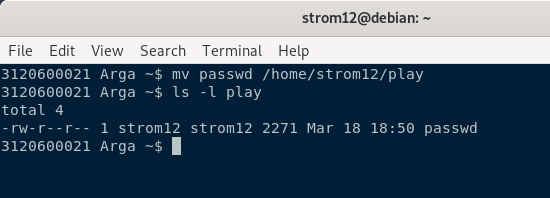 strom12@debian: ~
File Edit View Search Terminal Help
3120600021 Arga ~$ mv passwd /home/strom12/play
3120600021 Arga ~$ ls -l play
total 4
-rw-r--r-- 1 strom12 strom12 2271 Mar 18 18:50 passwd
3120600021 Arga ~$